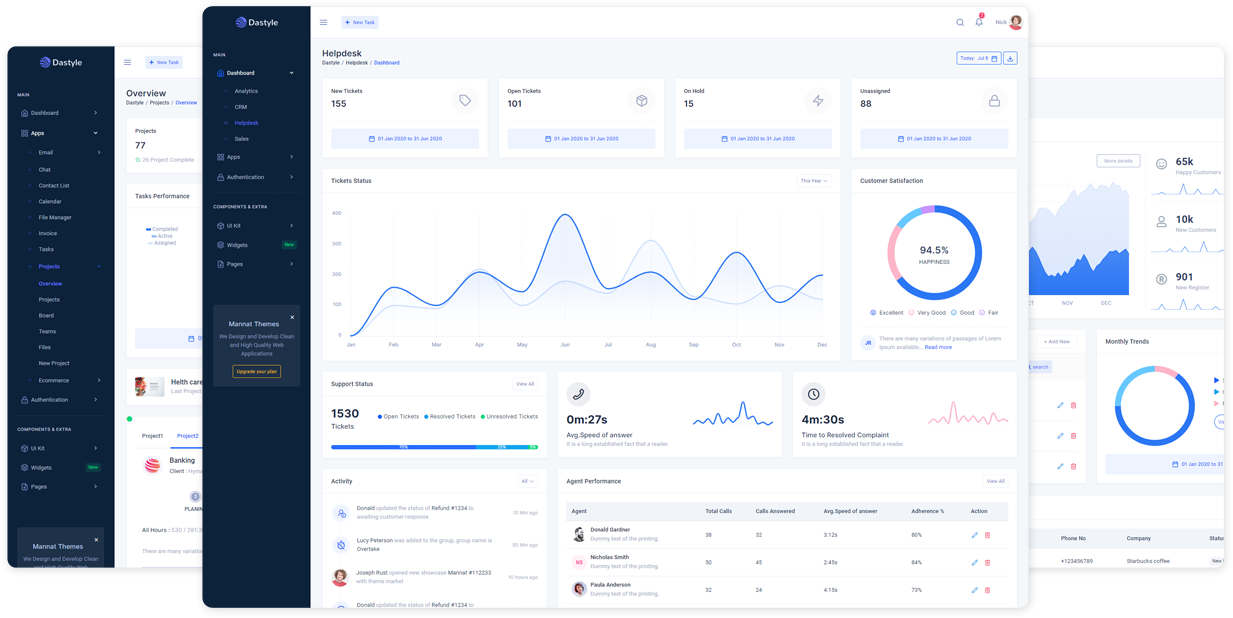 Dastyle
New Task
MAIN
Dashboard
Apps
Email
Chat
Contact List
Calendar
File Manager
Invoice
Tasks
Projects
Overview
Projects
Board
Teams
Files
New Project
Ecommerce
Authentication
COMPONENTS & EXTRA
UI Kit
Widgets New
Pages
Mannat Themes
We Design and Develop Clean
Overview
Dastyle / Projects / Overview
Projects
77
26 Project Complete
Tasks Performance
Completed
Active
Assigned
Helth care
Last Project
Project1 Project2
Banking
Client : Hyma
PLANIN
All Hours : 530 / 281:3
There are many variatio
Dastyle
MAIN
Dashboard
Analytics
CRM
Helpdesk
Sales
Apps
Authentication
COMPONENTS & EXTRA
UI Kit
Widgets New
Pages
Mannat Themes
We Design and Develop Clean
and High Quality Web
Applications
Upgrade your plan
New Task
2
Nick
Helpdesk
Dastyle / Helpdesk / Dashboard
Today: Jul 8
New Tickets
155
01 Jan 2020 to 31 Jun 2020
Open Tickets
101
01 Jan 2020 to 31 Jun 2020
On Hold
15
01 Jan 2020 to 31 Jun 2020
Unassigned
88
01 Jan 2020 to 31 Jun 2020
Tickets Status This Year
400
300
200
100
0
Jan Feb Mar Apr May Jun Jul Aug Sep Oct Nov Dec
Customer Satisfaction
94.5%
HAPPINESS
Excellent Very Good Good Fair
JR
There are many variations of passages of Lorem
ipsum available... Read more
Support Status View All
1530
Tickets
Open Tickets Resolved Tickets Unresolved Tickets
0m:27s
Avg.Speed of answer
It is a long established fact that a reader.
4m:30s
Time to Resolved Complaint
It is a long established fact that a reader.
Activity All
Donald updated the status of Refund #1234 to
awaiting customer response
10 Min ago
Lucy Peterson was added to the group, group name is
Overtake
50 Min ago
Joseph Rust opened new showcase Mannat #112233
with theme market
10 hours ago
Donald updated the status of Refund #1234 to
Agent Performance View All
Agent Total Calls Calls Answered Avg.Speed of answer Adherence % Action
Donald Gardner
Dummy text of the printing.
38 32 3:12s 80%
NS
Nicholas Smith
Dummy text of the printing.
50 45 2:45s 84%
Paula Anderson
Dummy text of the printing.
32 24 4:15s 73%
More details
65k
Happy Customers
10k
New Customers
901
New Register
CT NOV DEC
+ Add New
search
Monthly Trends
01 Jan 2020 to 31
Phone No Company Status
+123456789 Starbucks coffee New